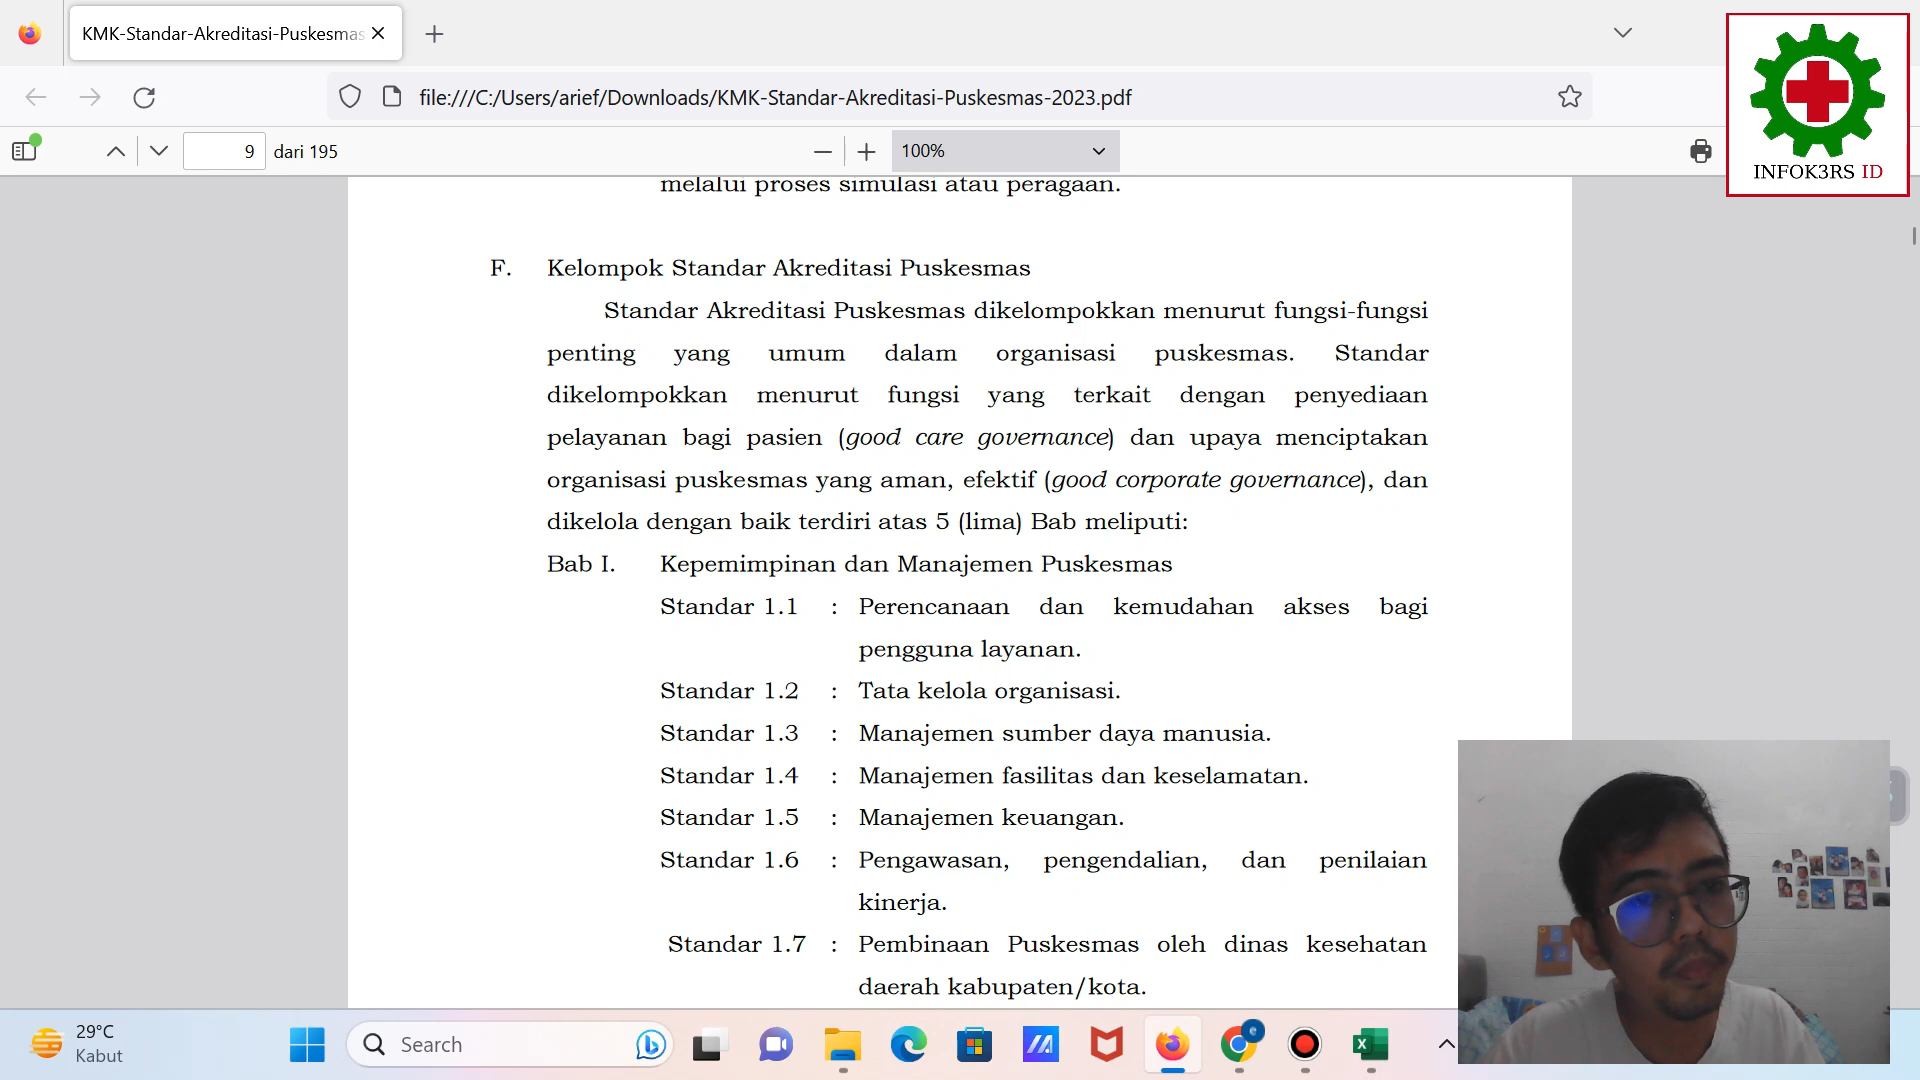 KMK-Standar-Akreditasi-Puskesmas
file:///C:/Users/arief/Downloads/KMK-Standar-Akreditasi-Puskesmas-2023.pdf
9 dari 195
100%
INFOK3RS ID
melalui proses simulasi atau peragaan.
F. Kelompok Standar Akreditasi Puskesmas
Standar Akreditasi Puskesmas dikelompokkan menurut fungsi-fungsi
penting yang umum dalam organisasi puskesmas. Standar
dikelompokkan menurut fungsi yang terkait dengan penyediaan
pelayanan bagi pasien (good care governance) dan upaya menciptakan
organisasi puskesmas yang aman, efektif (good corporate governance), dan
dikelola dengan baik terdiri atas 5 (lima) Bab meliputi:
Bab I. Kepemimpinan dan Manajemen Puskesmas
Standar 1.1 : Perencanaan dan kemudahan akses bagi
pengguna layanan.
Standar 1.2 : Tata kelola organisasi.
Standar 1.3 : Manajemen sumber daya manusia.
Standar 1.4 : Manajemen fasilitas dan keselamatan.
Standar 1.5 : Manajemen keuangan.
Standar 1.6 : Pengawasan, pengendalian, dan penilaian
kinerja.
Standar 1.7 : Pembinaan Puskesmas oleh dinas kesehatan
daerah kabupaten/kota.
29°C
Kabut
Search